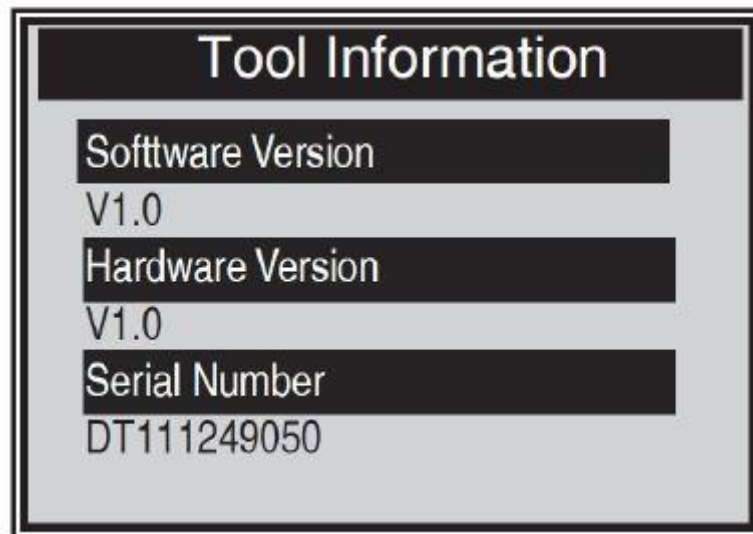 Tool Information
Softtware Version
V1.0
Hardware Version
V1.0
Serial Number
DT111249050